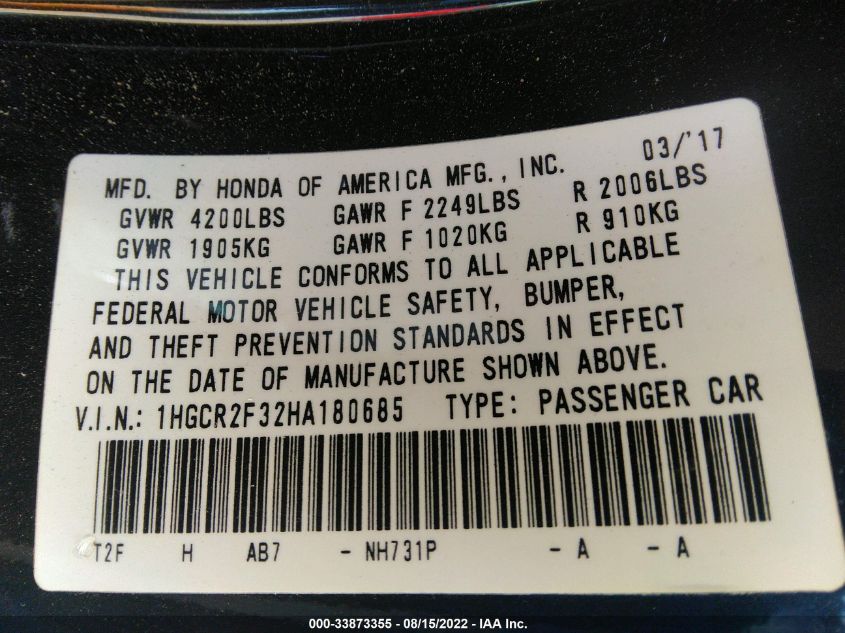 03/'17
MFD. BY HONDA OF AMERICA MFG., INC.
GVWR 4200LBS GAWR F 2249LBS R 2006LBS
GVWR 1905KG GAWR F 1020KG R 910KG
THIS VEHICLE CONFORMS TO ALL APPLICABLE
FEDERAL MOTOR VEHICLE SAFETY, BUMPER,
AND THEFT PREVENTION STANDARDS IN EFFECT
ON THE DATE OF MANUFACTURE SHOWN ABOVE.
V.I.N.: 1HGCR2F32HA180685 TYPE: PASSENGER CAR
T2F H AB7 - NH731P - A - A
000-33873355 - 08/15/2022 - IAA Inc.